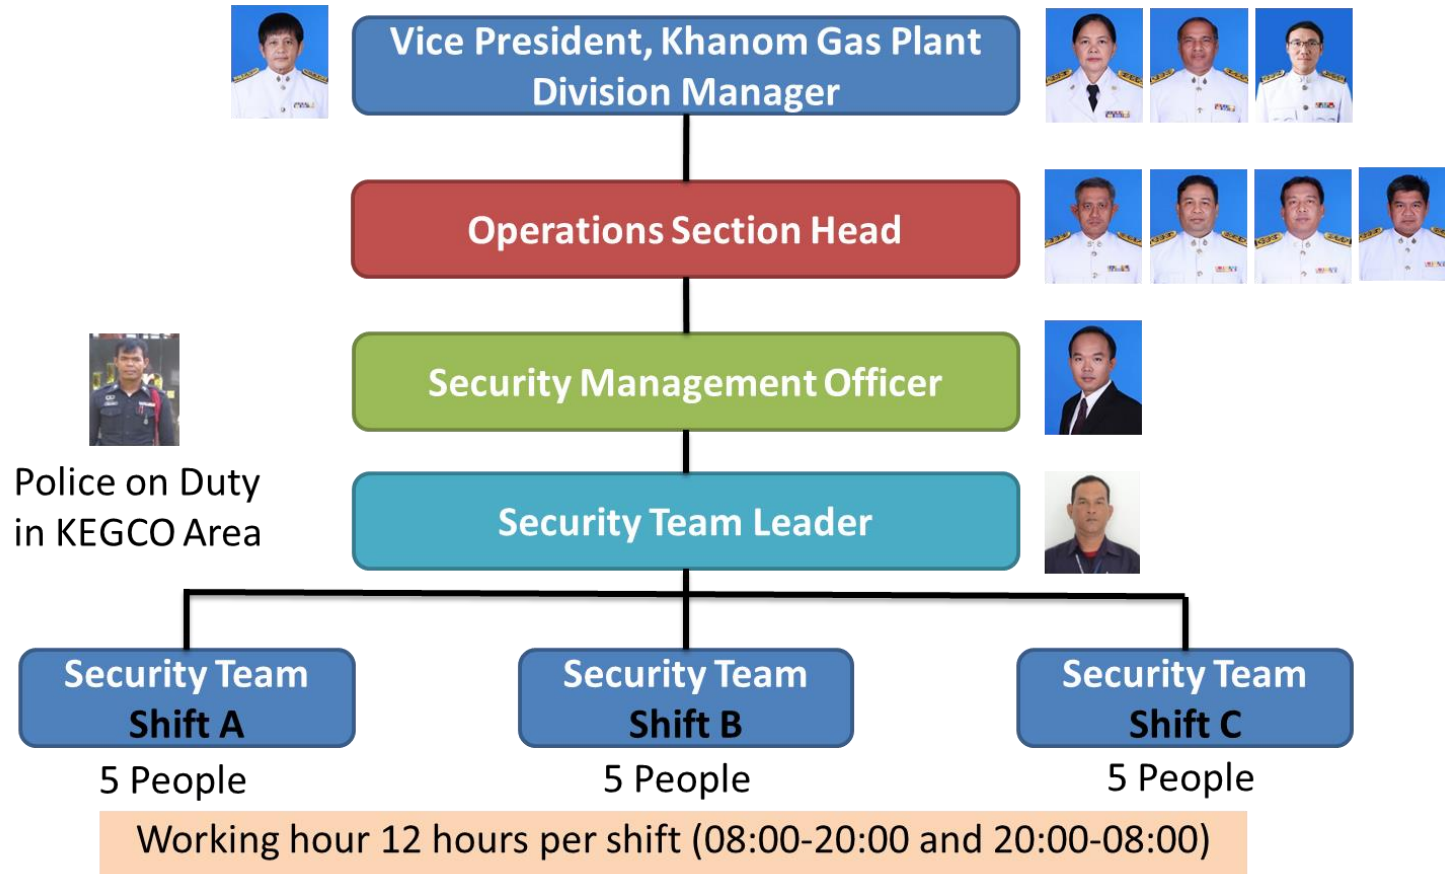 Vice President, Khanom Gas Plant
Division Manager
Operations Section Head
Security Management Officer
Police on Duty
in KEGCO Area
Security Team Leader
Security Team
Shift A
5 People
Security Team
Shift B
5 People
Security Team
Shift C
5 People
Working hour 12 hours per shift (08:00-20:00 and 20:00-08:00)